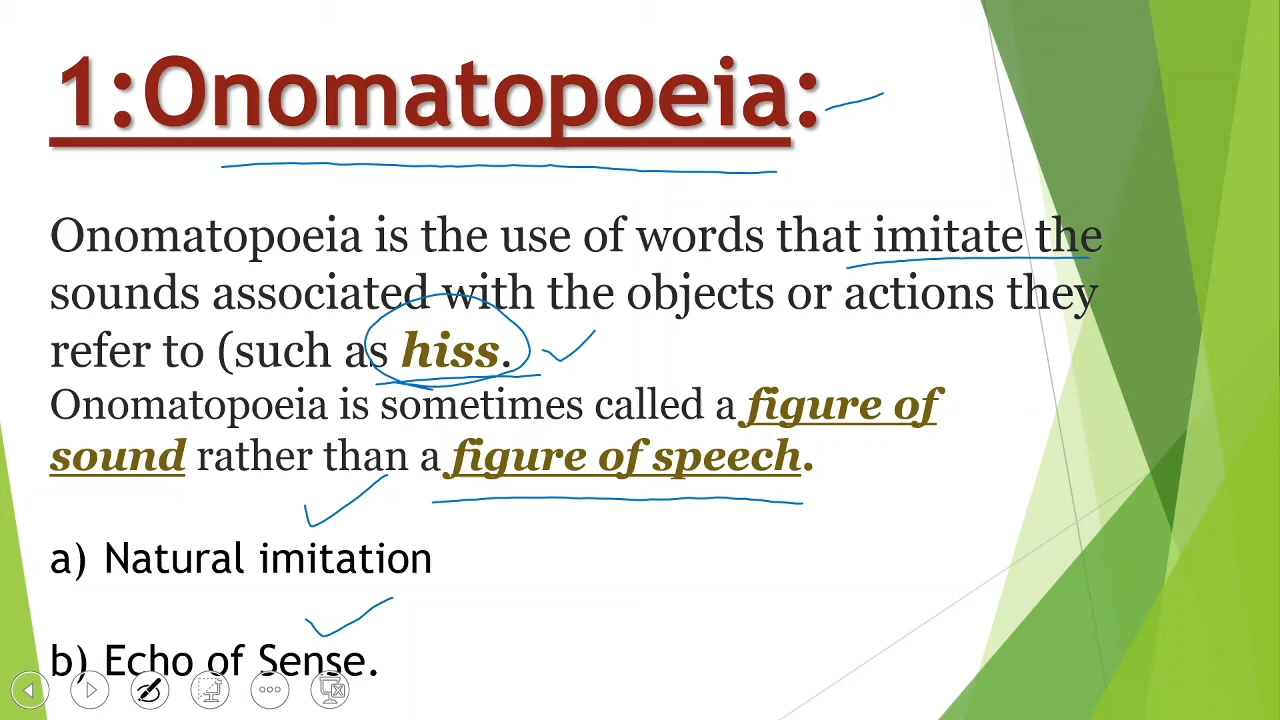 1:Onomatopoeia:
Onomatopoeia is the use of words that imitate the
sounds associated with the objects or actions they
refer to (such as hiss.
Onomatopoeia is sometimes called a figure of
sound rather than a figure of speech.
a) Natural imitation
b) Echo of Sense.